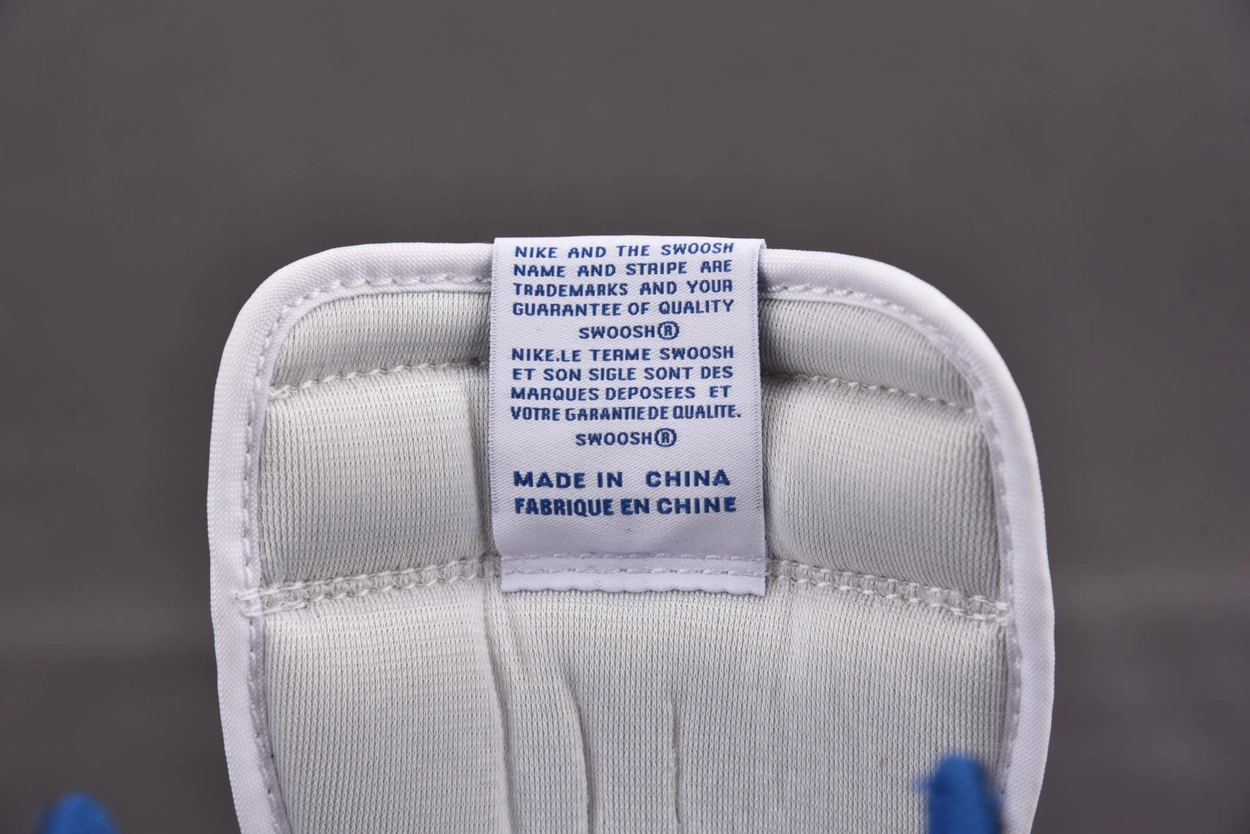 NIKE AND THE SWOOSH
NAME AND STRIPE ARE
TRADEMARKS AND YOUR
GUARANTEE OF QUALITY
SWOOSH®
NIKE.LE TERME SWOOSH
ET SON SIGLE SONT DES
MARQUES DEPOSEES ET
VOTRE GARANTIE DE QUALITE.
SWOOSH®
MADE IN CHINA
FABRIQUE EN CHINE